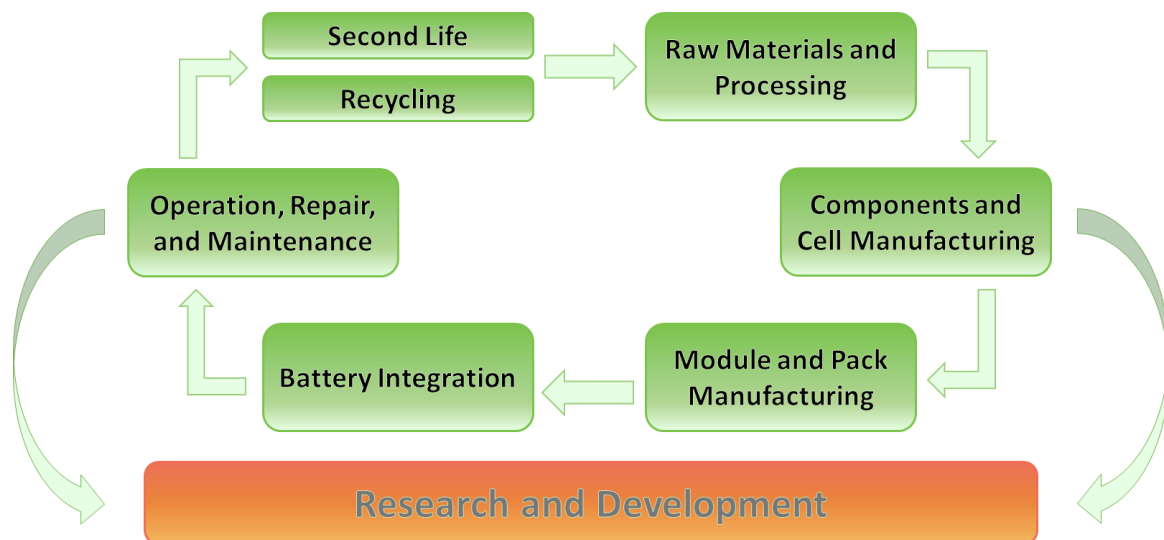 Second Life
Recycling
Raw Materials and
Processing
Operation, Repair,
and Maintenance
Components and
Cell Manufacturing
Battery Integration
Module and Pack
Manufacturing
Research and Development